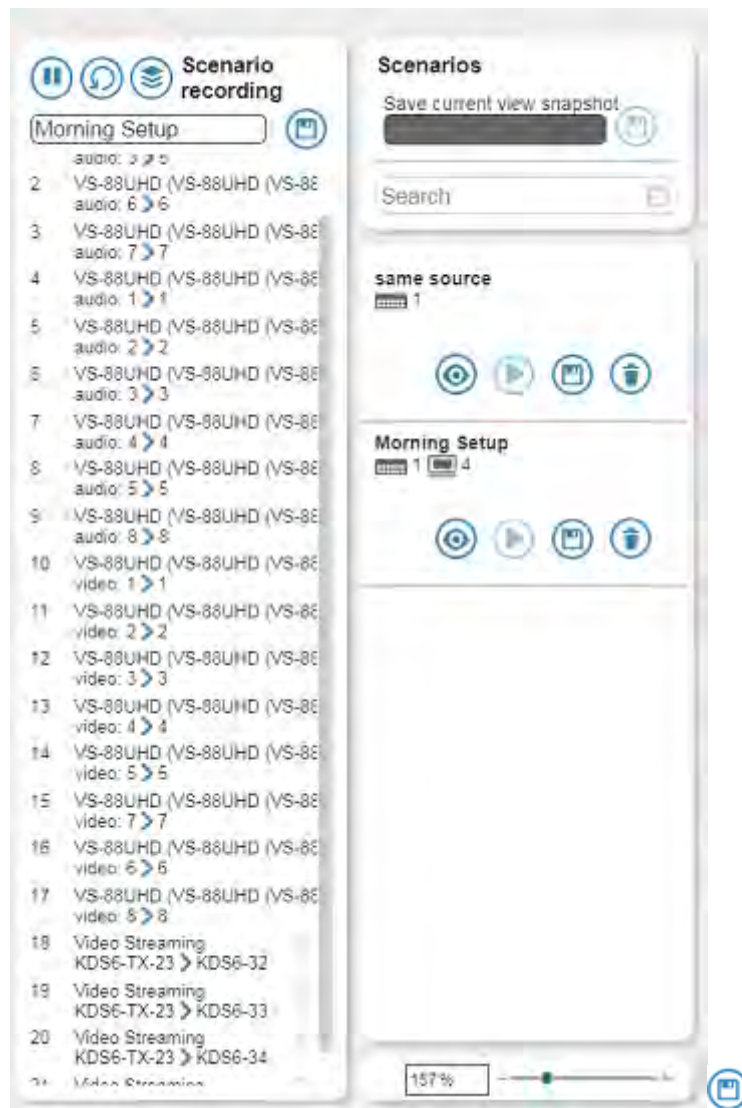 Scenario
recording
Morning Setup
audio: 5
2 VS-88UHD (VS-88UHD (VS-88
audio: 6 > 6
3 VS-88UHD (VS-88UHD (VS-88
audio: 7 > 7
4 VS-88UHD (VS-88UHD (VS-88
audio: 1 > 1
5 VS-88UHD (VS-88UHD (VS-88
audio: 2 > 2
6 VS-88UHD (VS-88UHD (VS-88
audio: 3 > 3
7 VS-88UHD (VS-88UHD (VS-88
audio: 4 > 4
8 VS-88UHD (VS-88UHD (VS-88
audio: 5 > 5
9 VS-88UHD (VS-88UHD (VS-88
audio: 8 > 8
10 VS-88UHD (VS-88UHD (VS-88
video: 1 > 1
11 VS-88UHD (VS-88UHD (VS-88
video: 2 > 2
12 VS-88UHD (VS-88UHD (VS-88
video: 3 > 3
13 VS-88UHD (VS-88UHD (VS-88
video: 4 > 4
14 VS-88UHD (VS-88UHD (VS-88
video: 5 > 5
15 VS-88UHD (VS-88UHD (VS-88
video: 7 > 7
16 VS-88UHD (VS-88UHD (VS-88
video: 6 > 6
17 VS-88UHD (VS-88UHD (VS-88
video: 8 > 8
18 Video Streaming
KDS6-TX-23 > KDS6-32
19 Video Streaming
KDS6-TX-23 > KDS6-33
20 Video Streaming
KDS6-TX-23 > KDS6-34
21 Video Streaming
Scenarios
Save current view snapshot
Search
same source
1
Morning Setup
1 4
157%